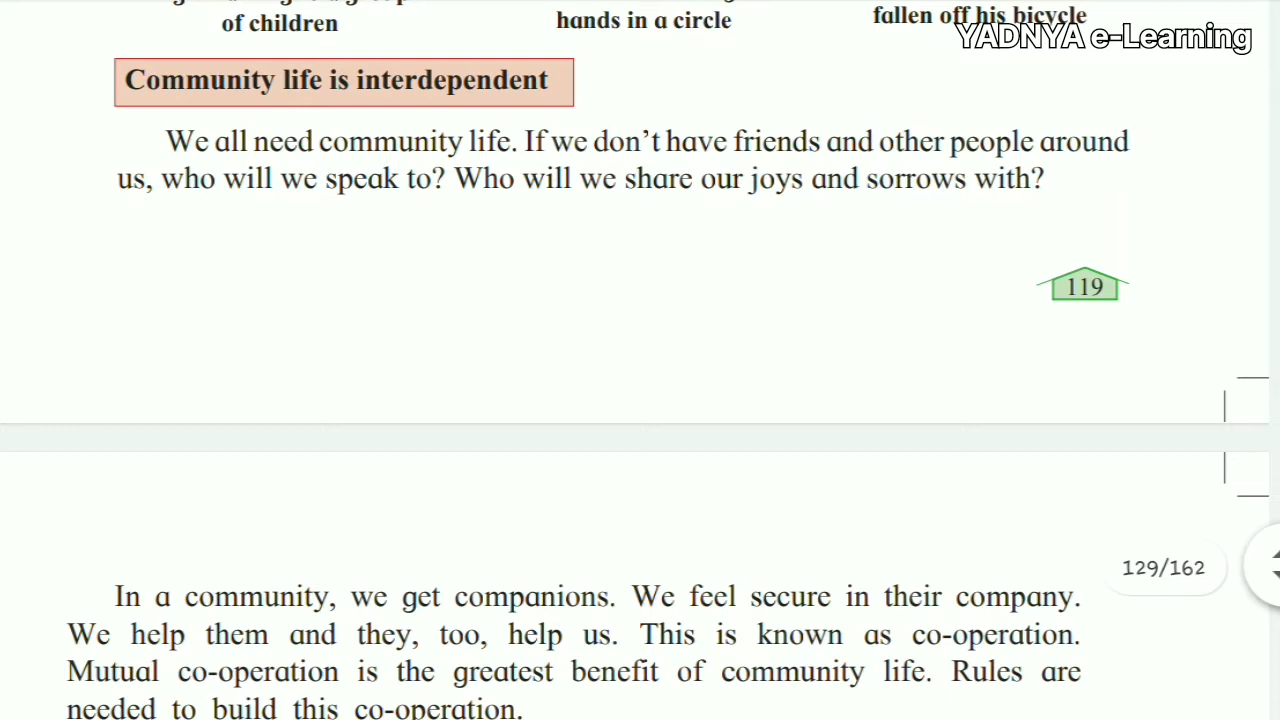 of children
hands in a circle
fallen off his bicycle
YADNYA e-Learning
Community life is interdependent
We all need community life. If we don't have friends and other people around
us, who will we speak to? Who will we share our joys and sorrows with?
119
129/162
In a community, we get companions. We feel secure in their company.
We help them and they, too, help us. This is known as co-operation.
Mutual co-operation is the greatest benefit of community life. Rules are
needed to build this co-operation.